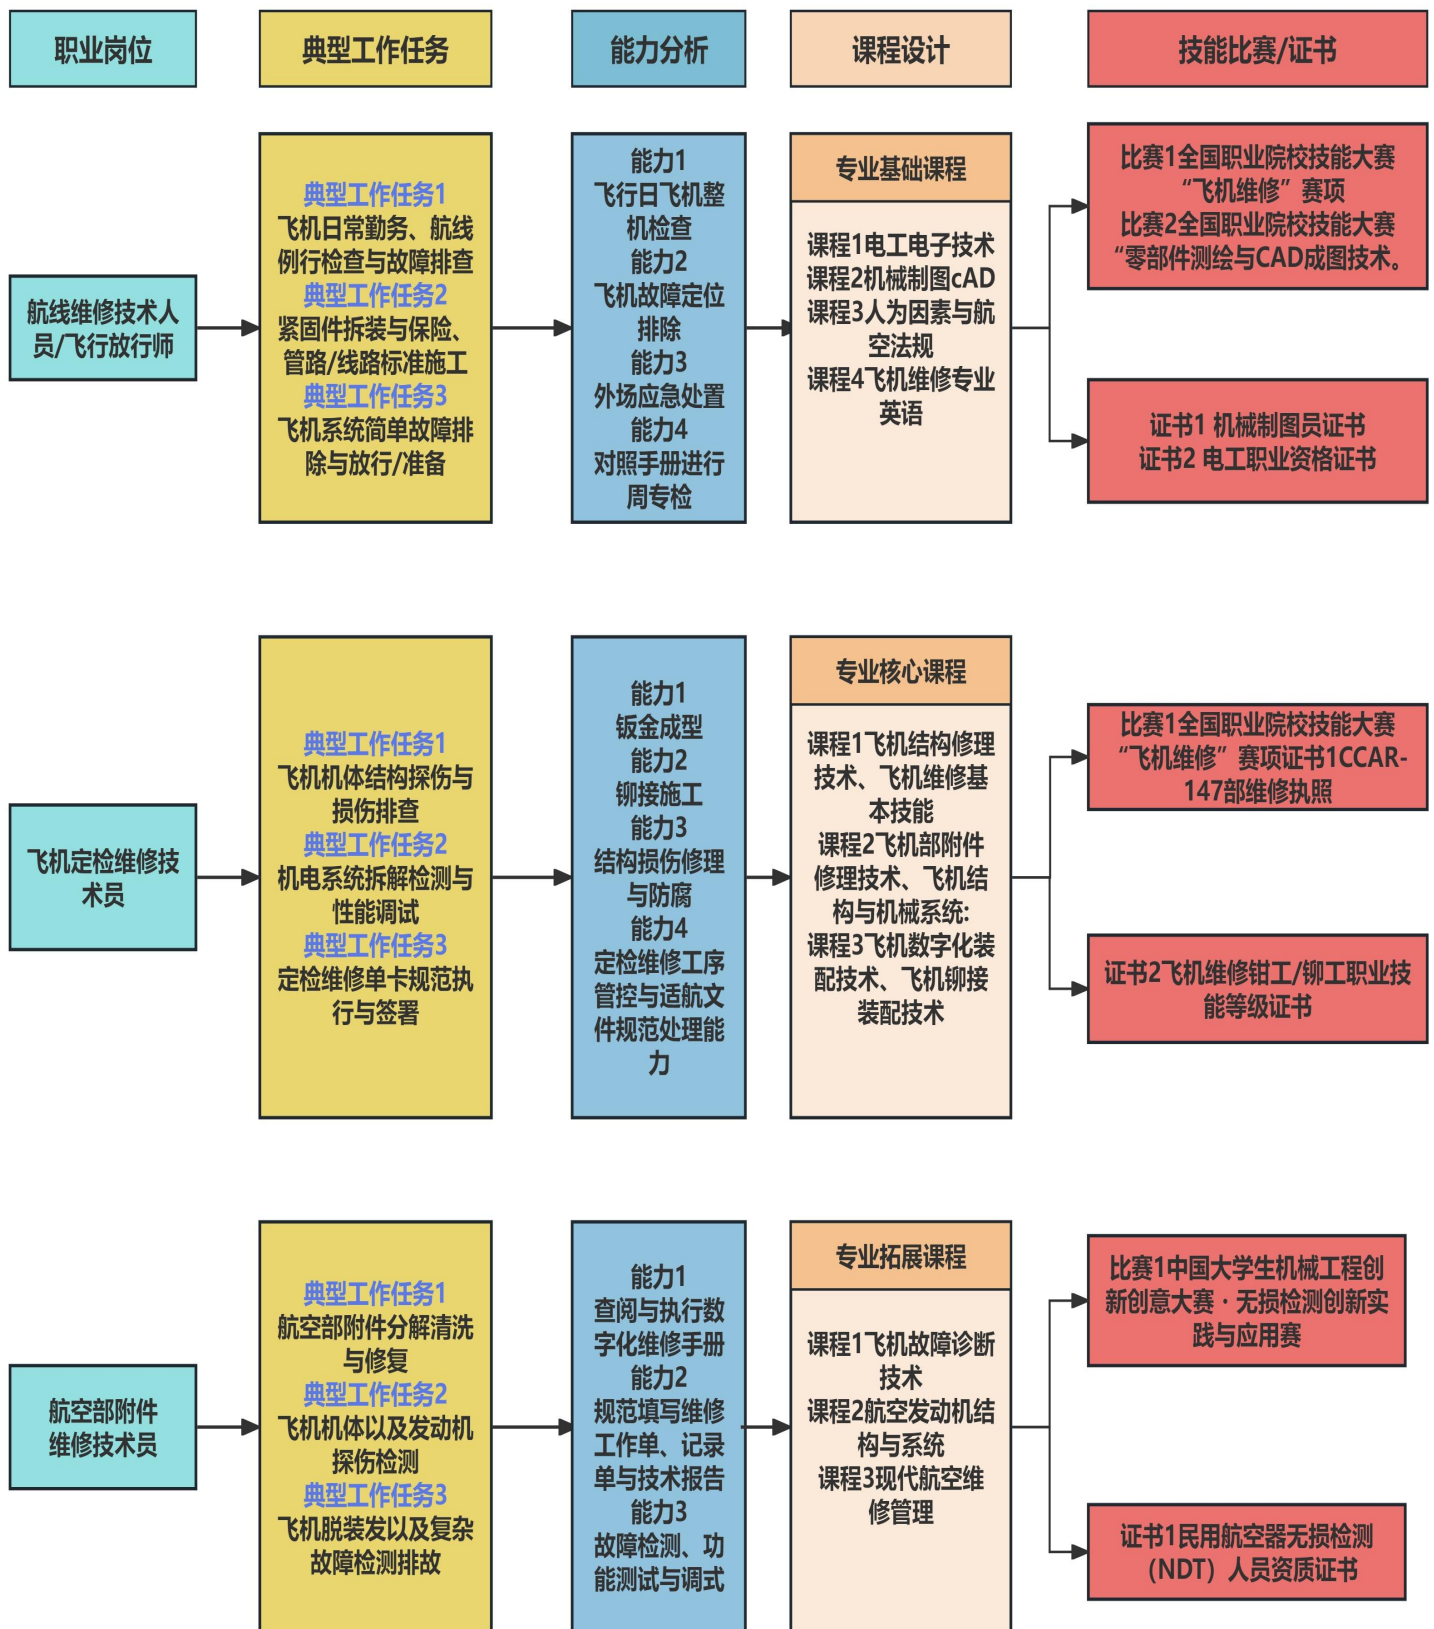 职业岗位
典型工作任务
能力分析
课程设计
技能比赛/证书
航线维修技术人
员/飞行放行师
典型工作任务1
飞机日常勤务、航线
例行检查与故障排查
典型工作任务2
紧固件拆装与保险、
管路/线路标准施工
典型工作任务3
飞机系统简单故障排
除与放行/准备
能力1
飞行日飞机整
机检查
能力2
飞机故障定位
排除
能力3
外场应急处置
能力4
对照手册进行
周专检
专业基础课程
课程1电工电子技术
课程2机械制图cAD
课程3人为因素与航
空法规
课程4飞机维修专业
英语
比赛1全国职业院校技能大赛
“飞机维修”赛项
比赛2全国职业院校技能大赛
“零部件测绘与CAD成图技术。
证书1 机械制图员证书
证书2 电工职业资格证书
飞机定检维修技
术员
典型工作任务1
飞机机体结构探伤与
损伤排查
典型工作任务2
机电系统拆解检测与
性能调试
典型工作任务3
定检维修单卡规范执
行与签署
能力1
钣金成型
能力2
铆接施工
能力3
结构损伤修理
与防腐
能力4
定检维修工序
管控与适航文
件规范处理能
力
专业核心课程
课程1飞机结构修理
技术、飞机维修基
本技能
课程2飞机部附件
修理技术、飞机结
构与机械系统:
课程3飞机数字化装
配技术、飞机铆接
装配技术
比赛1全国职业院校技能大赛
“飞机维修”赛项证书1CCAR-
147部维修执照
证书2飞机维修钳工/铆工职业技
能等级证书
航空部附件
维修技术员
典型工作任务1
航空部附件分解清洗
与修复
典型工作任务2
飞机机体以及发动机
探伤检测
典型工作任务3
飞机脱装发以及复杂
故障检测排故
能力1
查阅与执行数
字化维修手册
能力2
规范填写维修
工作单、记录
单与技术报告
能力3
故障检测、功
能测试与调式
专业拓展课程
课程1飞机故障诊断
技术
课程2航空发动机结
构与系统
课程3现代航空维
修管理
比赛1中国大学生机械工程创
新创意大赛·无损检测创新实
践与应用赛
证书1民用航空器无损检测
（NDT）人员资质证书